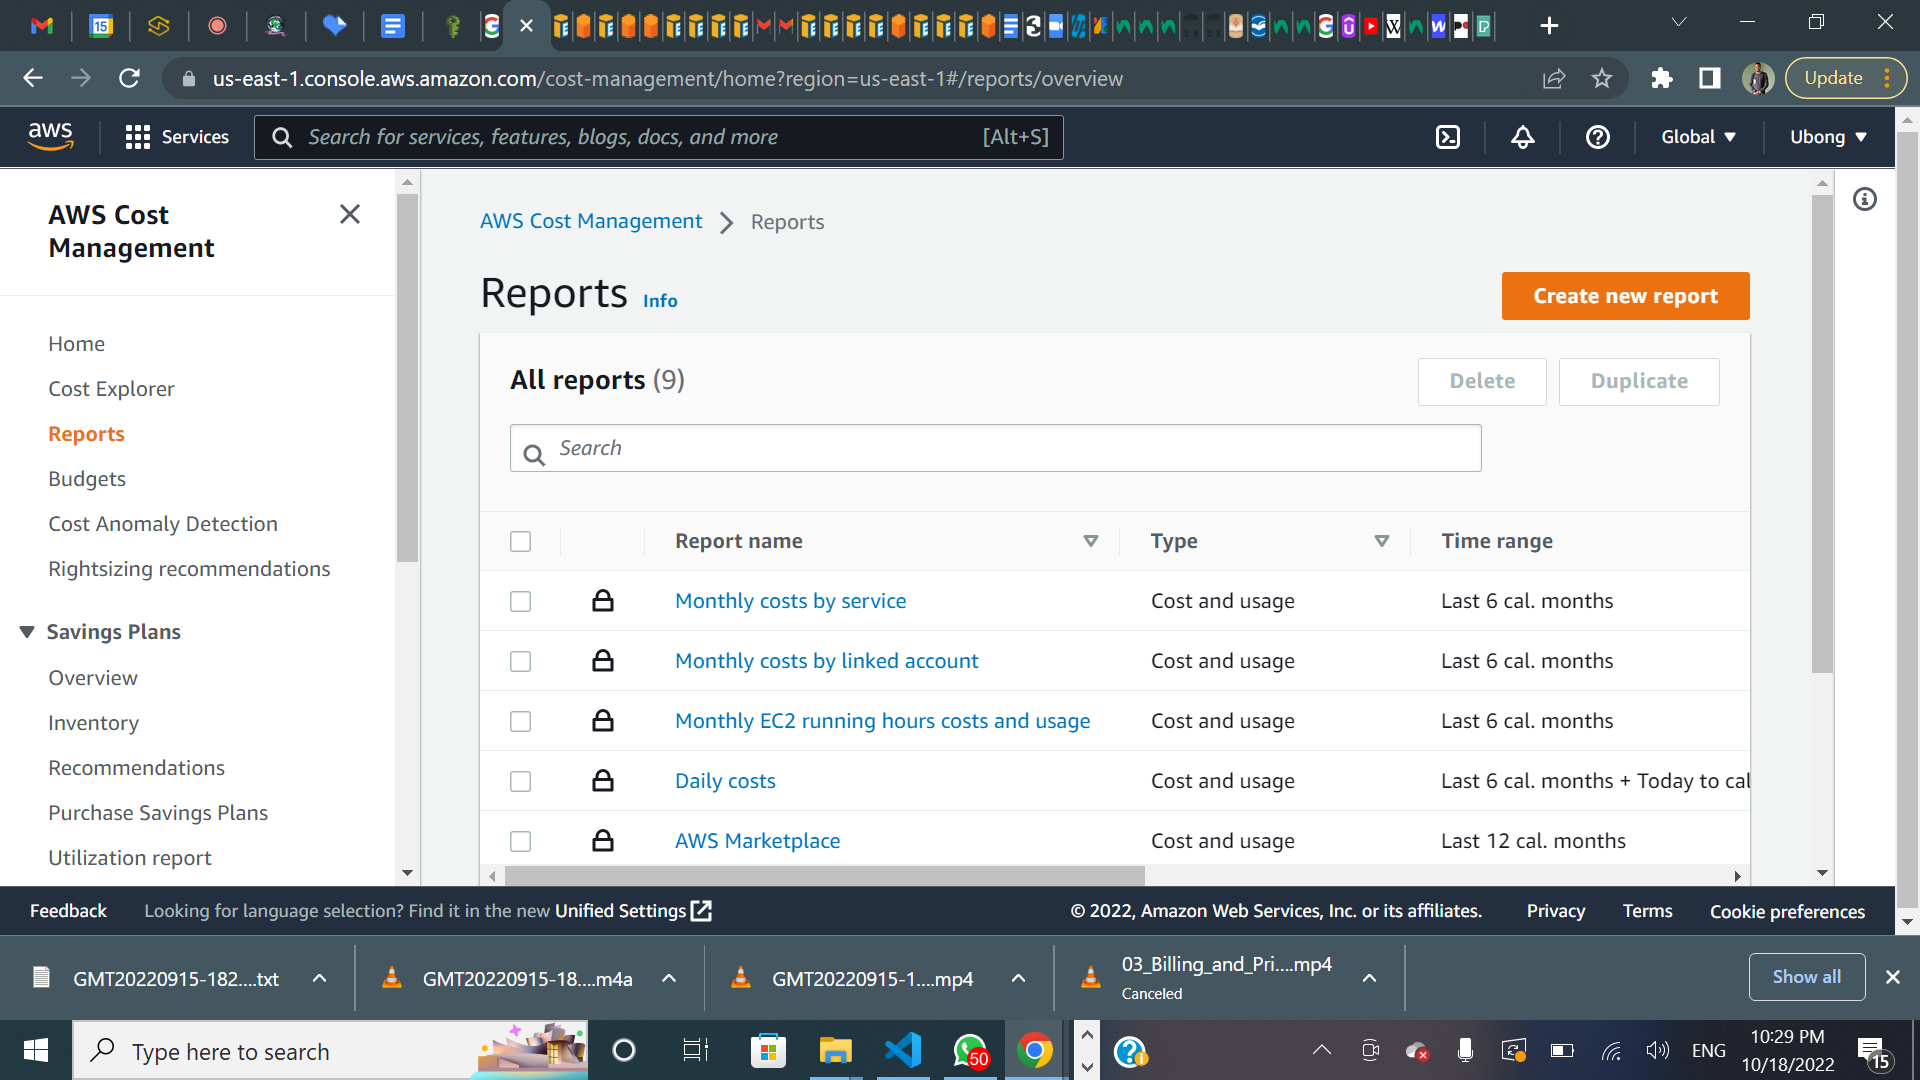 us-east-1.console.aws.amazon.com/cost-management/home?region=us-east-1#/reports/overview
Update
aws
Services
Search for services, features, blogs, docs, and more
[Alt+S]
Global
Ubong
AWS Cost
Management
Home
Cost Explorer
Reports
Budgets
Cost Anomaly Detection
Rightsizing recommendations
Savings Plans
Overview
Inventory
Recommendations
Purchase Savings Plans
Utilization report
AWS Cost Management
Reports
Reports Info
Create new report
All reports (9)
Delete
Duplicate
Search
Report name Type Time range
Monthly costs by service Cost and usage Last 6 cal. months
Monthly costs by linked account Cost and usage Last 6 cal. months
Monthly EC2 running hours costs and usage Cost and usage Last 6 cal. months
Daily costs Cost and usage Last 6 cal. months + Today to cal
AWS Marketplace Cost and usage Last 12 cal. months
Feedback
Looking for language selection? Find it in the new Unified Settings
© 2022, Amazon Web Services, Inc. or its affiliates.
Privacy
Terms
Cookie preferences
GMT20220915-182....txt
GMT20220915-18....m4a
GMT20220915-1....mp4
03_Billing_and_Pri....mp4
Canceled
Show all
Type here to search
50
ENG
10:29 PM
10/18/2022
15